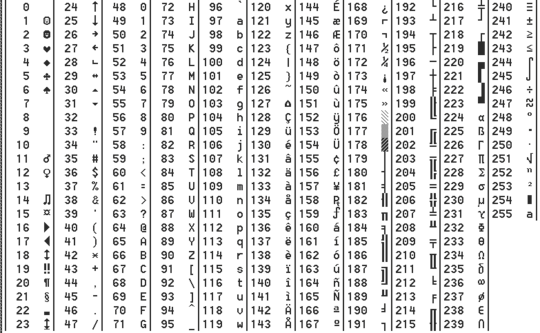 0 24 ↑ 48 0 72 H 96 ` 120 x 144 É 168 ¿ 192 └ 216 ╪ 240 ≡
1 ☺ 25 ↓ 49 1 73 I 97 a 121 y 145 æ 169 ⌐ 193 ┴ 217 ┘ 241 ±
2 ☻ 26 → 50 2 74 J 98 b 122 z 146 Æ 170 ¬ 194 ┬ 218 ┌ 242 ≥
3 ♥ 27 ← 51 3 75 K 99 c 123 { 147 ô 171 ½ 195 ├ 219 █ 243 ≤
4 ♦ 28 ∟ 52 4 76 L 100 d 124 | 148 ö 172 ¼ 196 ─ 220 ▄ 244 ⌠
5 ♣ 29 ↔ 53 5 77 M 101 e 125 } 149 ò 173 ¡ 197 ┼ 221 ▌ 245 ⌡
6 ♠ 30 ▲ 54 6 78 N 102 f 126 ~ 150 û 174 « 198 ╞ 222 ▐ 246 ÷
7 31 ▼ 55 7 79 O 103 g 127 ⌂ 151 ù 175 » 199 ╟ 223 ▀ 247 ≈
8 32 56 8 80 P 104 h 128 Ç 152 ÿ 176 ░ 200 ╚ 224 α 248 °
9 33 ! 57 9 81 Q 105 i 129 ü 153 Ö 177 ▒ 201 ╔ 225 ß 249 ∙
10 34 " 58 : 82 R 106 j 130 é 154 Ü 178 ▓ 202 ╩ 226 Γ 250 ·
11 ♂ 35 # 59 ; 83 S 107 k 131 â 155 ¢ 179 │ 203 ╦ 227 π 251 √
12 ♀ 36 $ 60 < 84 T 108 l 132 ä 156 £ 180 ┤ 204 ╠ 228 Σ 252 ⁿ
13 37 % 61 = 85 U 109 m 133 à 157 ¥ 181 ╡ 205 ═ 229 σ 253 ²
14 ♫ 38 & 62 > 86 V 110 n 134 å 158 ₧ 182 ╢ 206 ╬ 230 µ 254 ■
15 ¤ 39 ' 63 ? 87 W 111 o 135 ç 159 ƒ 183 ╖ 207 ╧ 231 γ 255 a
16 ► 40 ( 64 @ 88 X 112 p 136 ê 160 á 184 ╕ 208 ╨ 232 Φ
17 ◄ 41 ) 65 A 89 Y 113 q 137 ë 161 í 185 ╣ 209 ╤ 233 θ
18 ↕ 42 * 66 B 90 Z 114 r 138 è 162 ó 186 ║ 210 ╥ 234 Ω
19 ‼ 43 + 67 C 91 [ 115 s 139 ï 163 ú 187 ╗ 211 ╙ 235 δ
20 ¶ 44 , 68 D 92 \ 116 t 140 î 164 ñ 188 ╝ 212 ╘ 236 ∞
21 § 45 - 69 E 93 ] 117 u 141 ì 165 Ñ 189 ╜ 213 ╒ 237 ø
22 ▬ 46 . 70 F 94 ^ 118 v 142 Ä 166 ª 190 ╛ 214 ╓ 238 ∈
23 ↨ 47 / 71 G 95 _ 119 w 143 Å 167 º 191 ┐ 215 ╫ 239 ∩